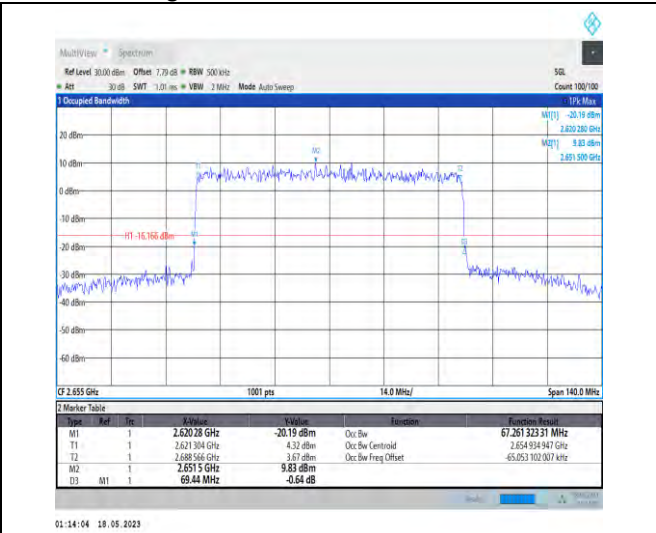 MultiView Spectrum
Ref Level 30.00 dBm Offset 7.79 dB RBW 500 kHz SGL
Att 30 dB SWT 1.01 ms VBW 2 MHz Mode Auto Sweep Count 100/100
1 Occupied Bandwidth 1Pk Max
M1[1] -20.19 dBm
2.620 280 GHz
M2[1] 9.83 dBm
2.651 500 GHz
20 dBm
M2
10 dBm
T1 T2
0 dBm
-10 dBm
H1 -16.166 dBm M1
-20 dBm
D3
-30 dBm
-40 dBm
-50 dBm
-60 dBm
CF 2.655 GHz 1001 pts 14.0 MHz/ Span 140.0 MHz
2 Marker Table
Type Ref Trc X-Value Y-Value Function Function Result
M1 1 2.62028 GHz -20.19 dBm Occ Bw 67.261 323 31 MHz
T1 1 2.621 304 GHz 4.32 dBm Occ Bw Centroid 2.654 934 947 GHz
T2 1 2.688 566 GHz 3.67 dBm Occ Bw Freq Offset -65.053 102 007 kHz
M2 1 2.651 5 GHz 9.83 dBm
D3 M1 1 69.44 MHz -0.64 dB
01:14:04 18.05.2023